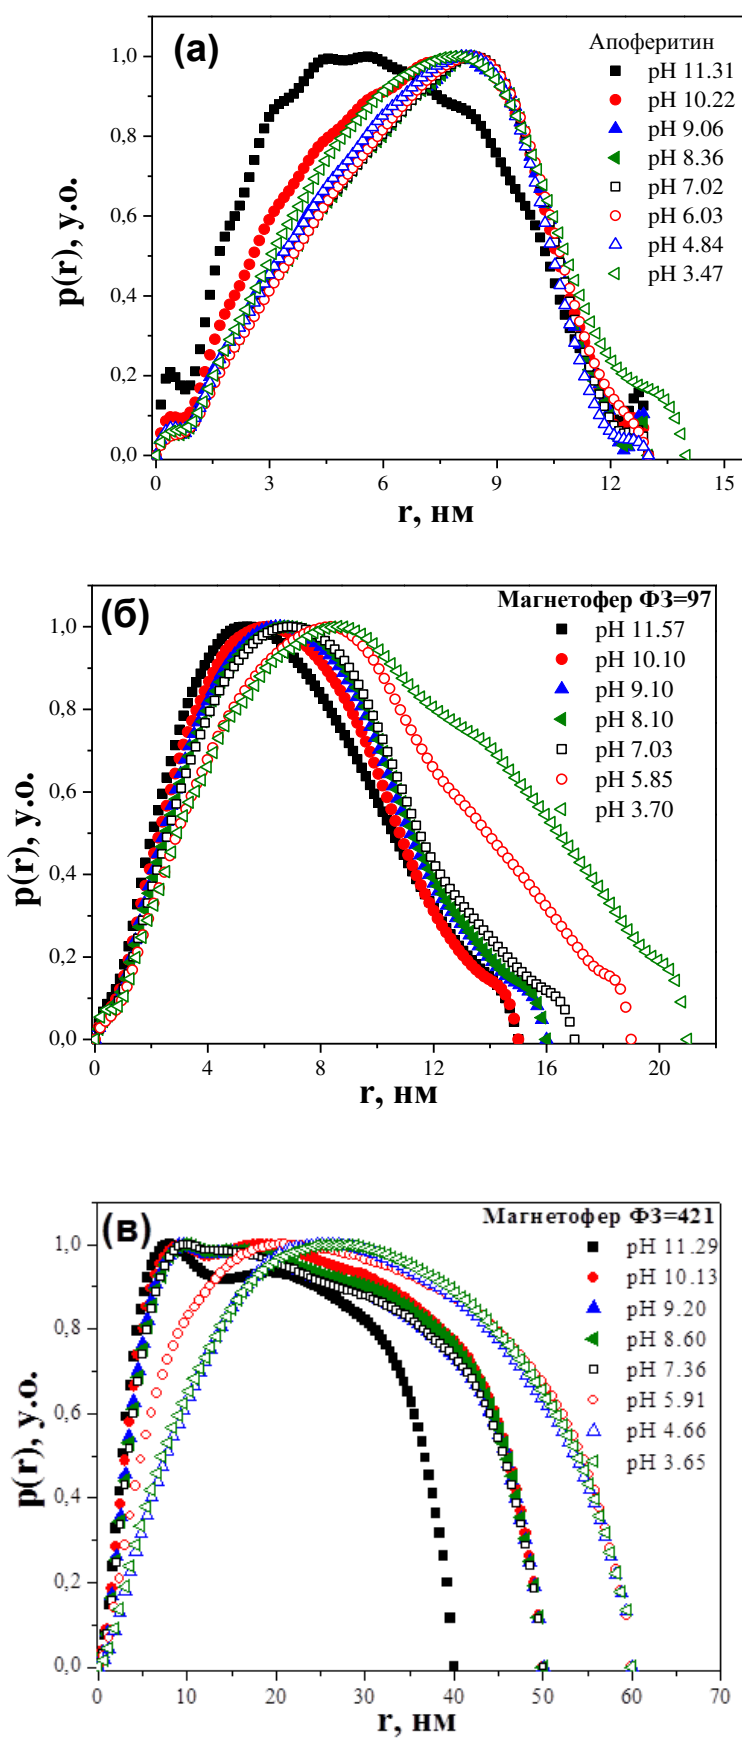 (а)
Апоферитин
pH 11.31
pH 10.22
pH 9.06
pH 8.36
pH 7.02
pH 6.03
pH 4.84
pH 3.47
1,0
0,8
0,6
0,4
0,2
0,0
p(r), у.о.
0 3 6 9 12 15
r, нм
(б)
Магнетофер ФЗ=97
pH 11.57
pH 10.10
pH 9.10
pH 8.10
pH 7.03
pH 5.85
pH 3.70
1,0
0,8
0,6
0,4
0,2
0,0
p(r), у.о.
0 4 8 12 16 20
r, нм
(в)
Магнетофер ФЗ=421
pH 11.29
pH 10.13
pH 9.20
pH 8.60
pH 7.36
pH 5.91
pH 4.66
pH 3.65
1,0
0,8
0,6
0,4
0,2
0,0
p(r), у.о.
0 10 20 30 40 50 60 70
r, нм